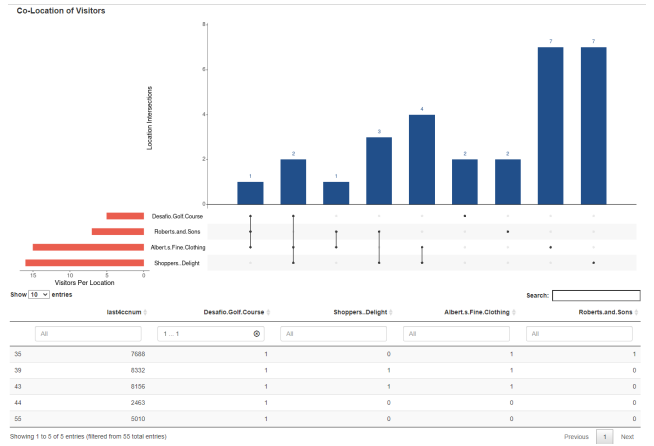 Co-Location of Visitors
8
6
4
2
0
Location Intersections
1
2
1
3
4
2
2
7
7
Desafio.Golf.Course
Roberts.and.Sons
Albert.s.Fine.Clothing
Shoppers..Delight
15 10 5 0
Visitors Per Location
Show 10 entries Search:
last4ccnum Desafio.Golf.Course Shoppers..Delight Albert.s.Fine.Clothing Roberts.and.Sons
All 1 ... 1 All All All
35 7688 1 0 1 1
39 8332 1 1 1 0
43 8156 1 1 1 0
44 2463 1 0 0 0
55 5010 1 0 0 0
Showing 1 to 5 of 5 entries (filtered from 55 total entries) Previous 1 Next